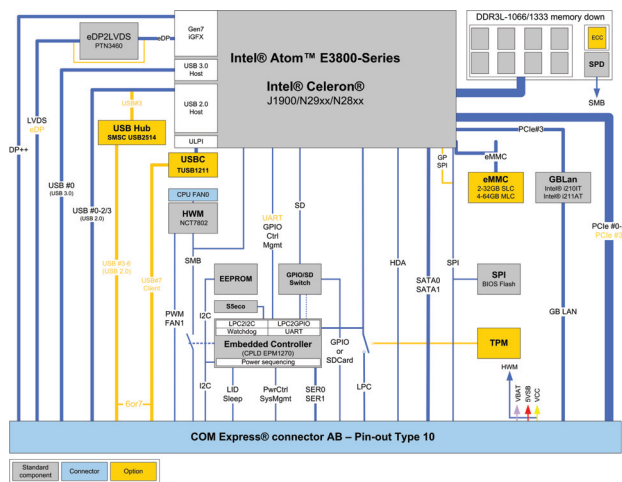 DDR3L-1066/1333 memory down
ECC
SPD
SMB
eDP2LVDS
PTN3460
eDP
Gen7
iGFX
USB 3.0
Host
USB 2.0
Host
ULPI
Intel® Atom™ E3800-Series
Intel® Celeron®
J1900/N29xx/N28xx
DP++
LVDS
eDP
USB #0
(USB 3.0)
USB #0-2/3
(USB 2.0)
USB#3
USB Hub
SMSC USB2514
USBC
TUSB1211
USB #3-6
(USB 2.0)
USB#7
Client
6or7
CPU FAN0
HWM
NCT7802
SMB
PWM
FAN1
I2C
EEPROM
S5eco
UART
GPIO
Ctrl
Mgmt
SD
GPIO/SD
Switch
LPC2I2C
LPC2GPIO
Watchdog
UART
Embedded Controller
(CPLD EPM1270)
Power sequencing
I2C
LID
Sleep
PwrCtrl
SysMgmt
SER0
SER1
GPIO
or
SDCard
LPC
HDA
SATA0
SATA1
GP
SPI
eMMC
eMMC
2-32GB SLC
4-64GB MLC
PCIe#3
GBLan
Intel® i210IT
Intel® i211AT
PCIe #0-
PCIe #3
SPI
SPI
BIOS Flash
GB LAN
TPM
HWM
VBAT
5VSB
VCC
COM Express® connector AB – Pin-out Type 10
Standard
component
Connector
Option